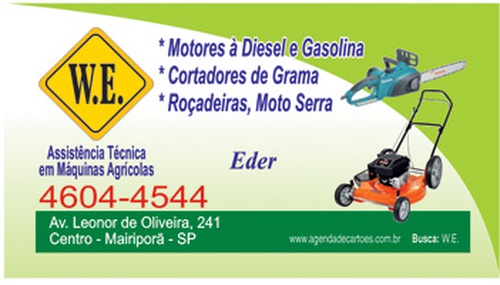 W.E.
* Motores à Diesel e Gasolina
* Cortadores de Grama
* Roçadeiras, Moto Serra
Assistência Técnica
em Máquinas Agrícolas
Eder
4604-4544
Av. Leonor de Oliveira, 241
Centro - Mairiporã - SP
www.agendadecartoes.com.br Busca: W.E.